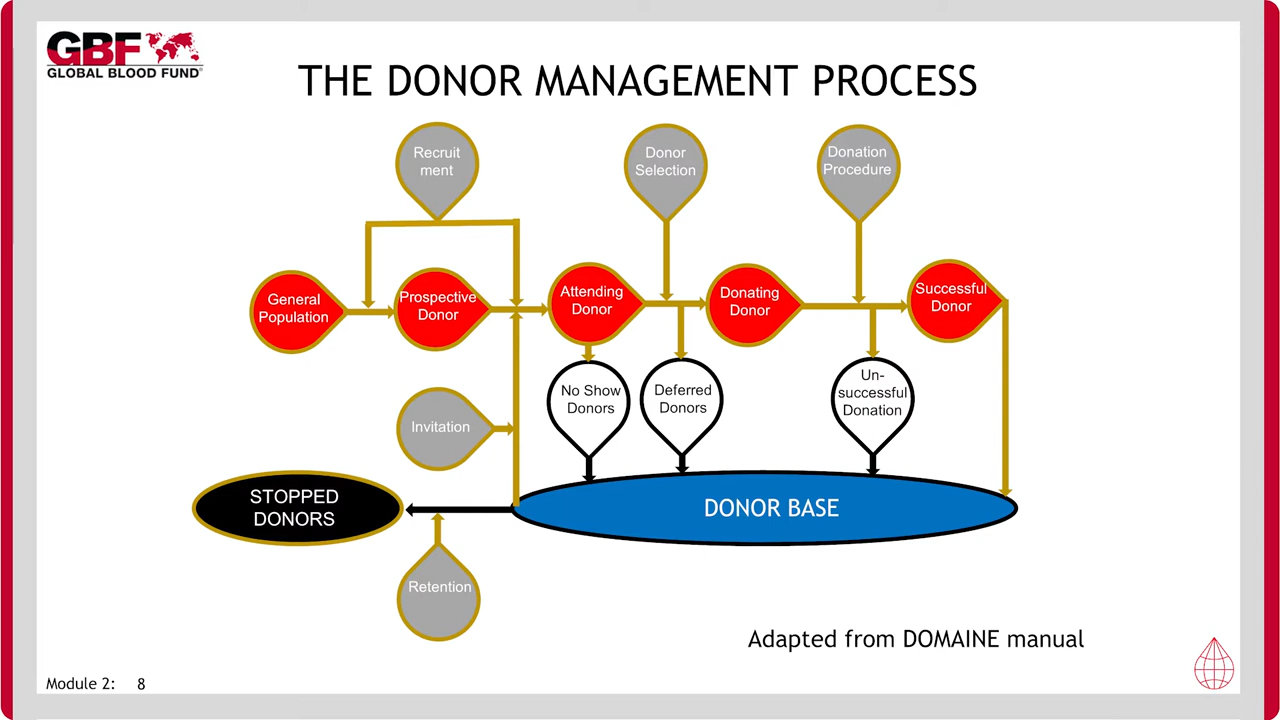 GBF
GLOBAL BLOOD FUND®
THE DONOR MANAGEMENT PROCESS
Recruit
ment
Donor
Selection
Donation
Procedure
General
Population
Prospective
Donor
Attending
Donor
Donating
Donor
Successful
Donor
No Show
Donors
Deferred
Donors
Un-
successful
Donation
Invitation
STOPPED
DONORS
DONOR BASE
Retention
Adapted from DOMAINE manual
Module 2: 8